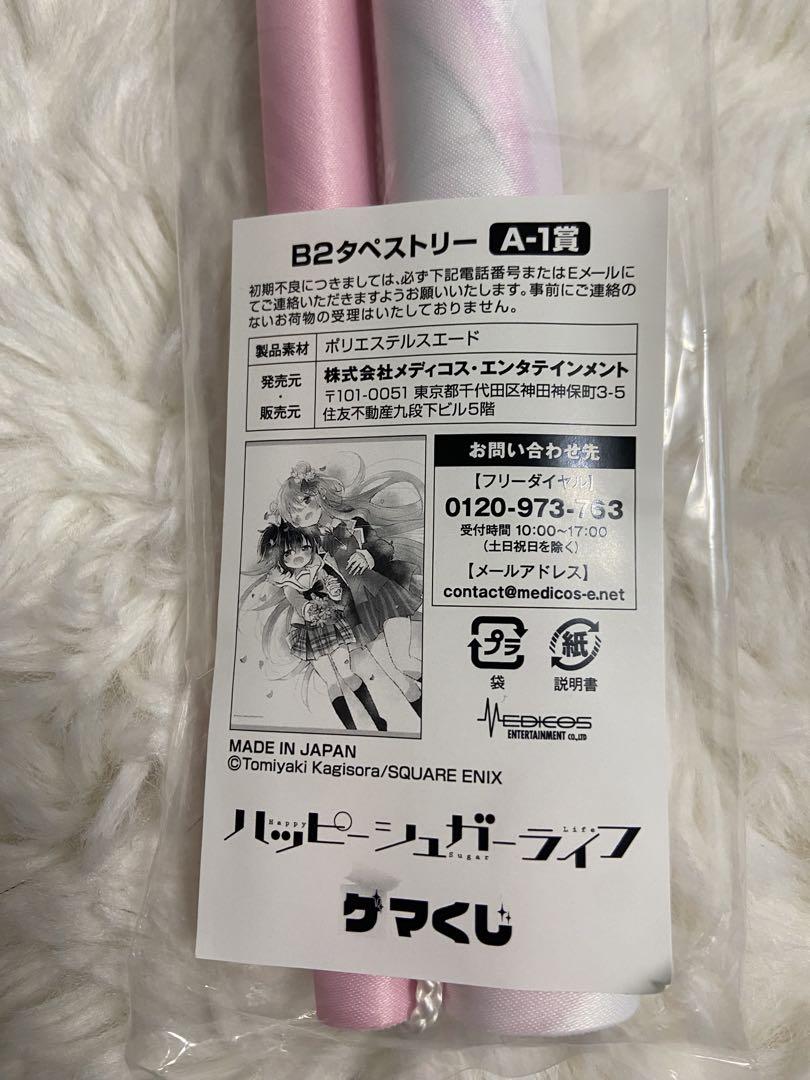 B2タペストリー A-1賞
初期不良につきましては、必ず下記電話番号またはEメールに
てご連絡いただきますようお願いいたします。事前にご連絡の
ないお荷物の受理はいたしておりません。
製品素材 ポリエステルスエード
発売元・販売元 株式会社メディコス・エンタテインメント
〒101-0051 東京都千代田区神田神保町3-5
住友不動産九段下ビル5階
お問い合わせ先
【フリーダイヤル】
0120-973-763
受付時間 10:00~17:00
(土日祝日を除く)
【メールアドレス】
contact@medicos-e.net
プラ 紙
袋 説明書
MEDICOS
ENTERTAINMENT CO.,LTD
MADE IN JAPAN
©Tomiyaki Kagisora/SQUARE ENIX
ハッピーシュガーライフ
Happy Sugar Life
ゲマくじ